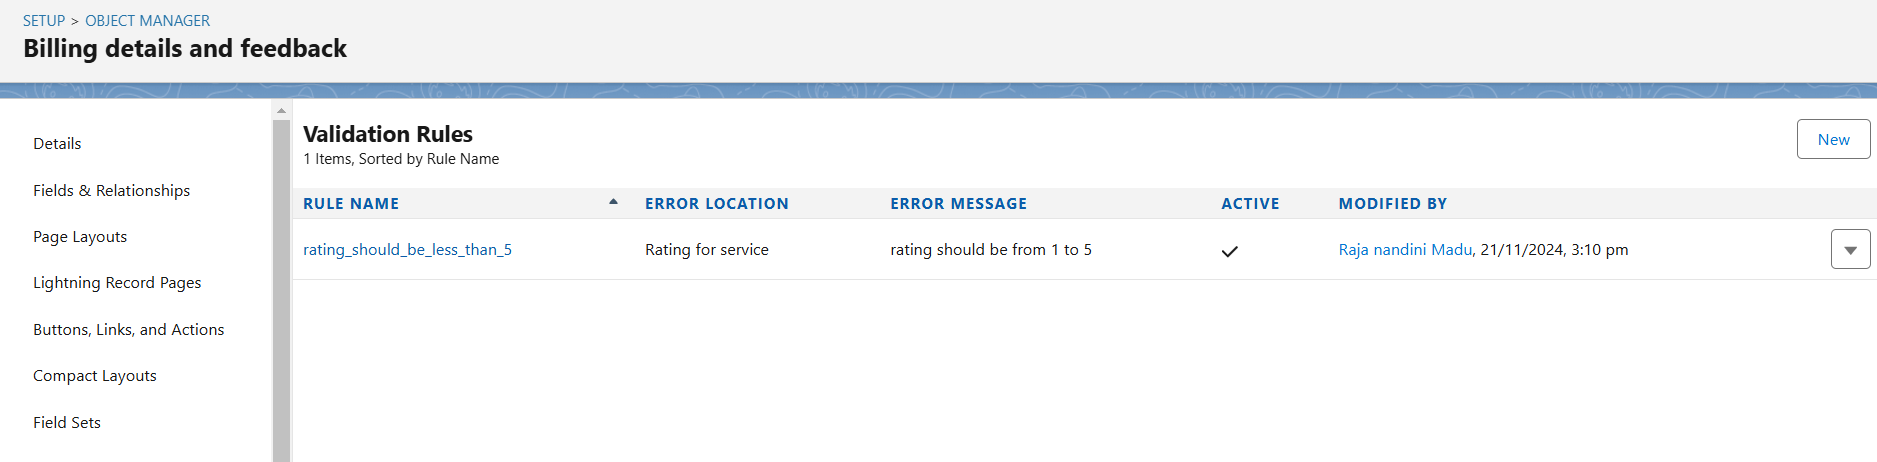 SETUP > OBJECT MANAGER
Billing details and feedback
Details
Fields & Relationships
Page Layouts
Lightning Record Pages
Buttons, Links, and Actions
Compact Layouts
Field Sets
Validation Rules
1 Items, Sorted by Rule Name
New
RULE NAME ERROR LOCATION ERROR MESSAGE ACTIVE MODIFIED BY
rating_should_be_less_than_5 Rating for service rating should be from 1 to 5 Raja nandini Madu, 21/11/2024, 3:10 pm